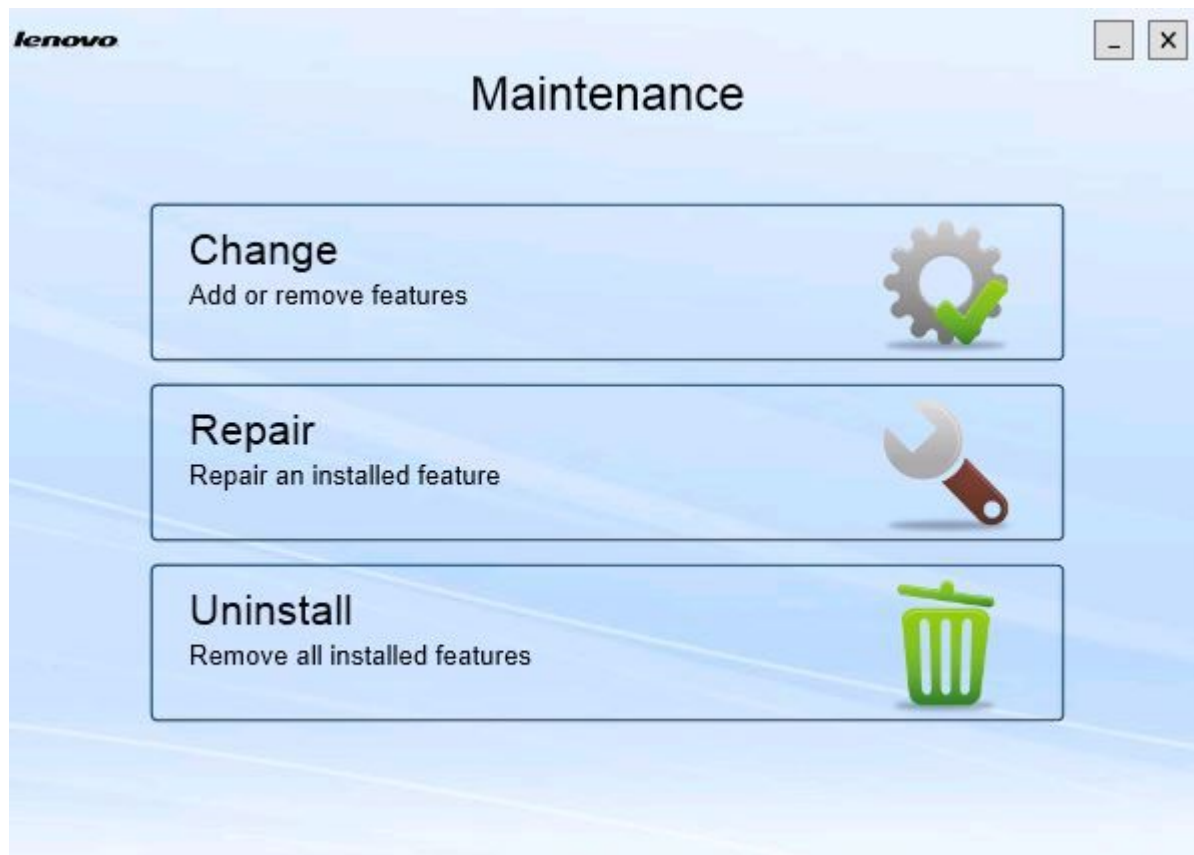 lenovo
Maintenance
Change
Add or remove features
Repair
Repair an installed feature
Uninstall
Remove all installed features